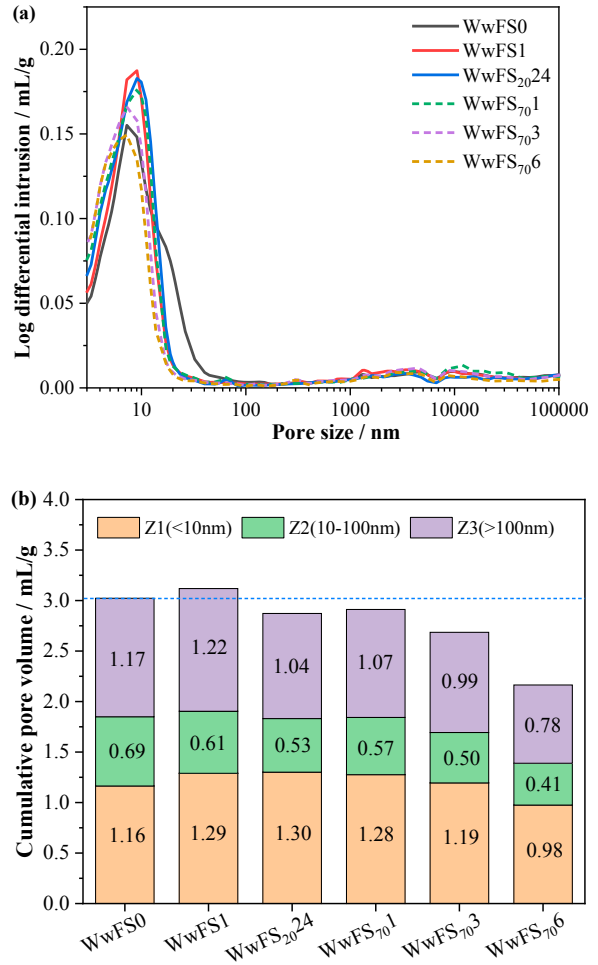 (a)
WwFS0
WwFS1
WwFS₂₀24
WwFS₇₀1
WwFS₇₀3
WwFS₇₀6
Log differential intrusion / mL/g
0.20
0.15
0.10
0.05
0.00
10 100 1000 10000 100000
Pore size / nm
(b)
Z1(<10nm) Z2(10-100nm) Z3(>100nm)
Cumulative pore volume / mL/g
4.0
3.5
3.0
2.5
2.0
1.5
1.0
0.5
0.0
1.17 1.22 1.04 1.07 0.99 0.78
0.69 0.61 0.53 0.57 0.50 0.41
1.16 1.29 1.30 1.28 1.19 0.98
WwFS0 WwFS1 WwFS₂₀24 WwFS₇₀1 WwFS₇₀3 WwFS₇₀6